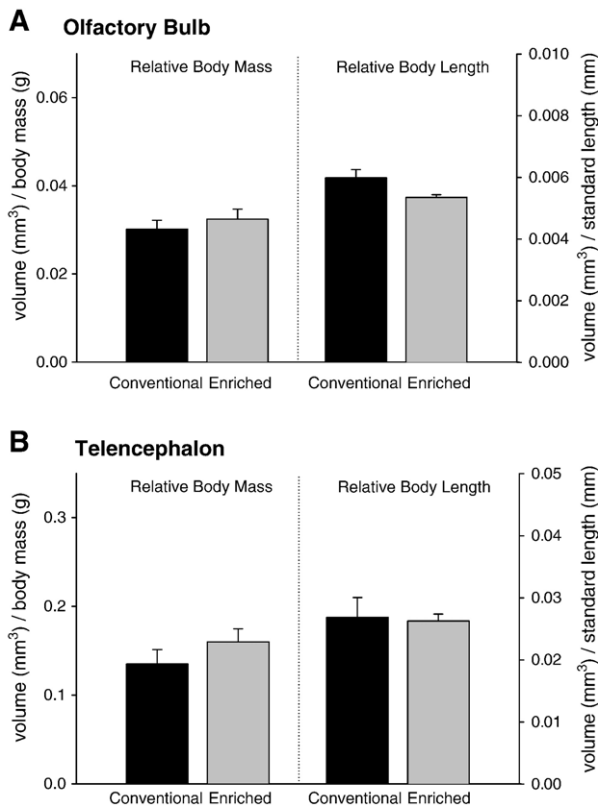 A Olfactory Bulb
Relative Body Mass
Relative Body Length
volume (mm³) / body mass (g)
0.06
0.04
0.02
0.00
0.010
0.008
0.006
0.004
0.002
0.000
volume (mm³) / standard length (mm)
Conventional Enriched
Conventional Enriched
B Telencephalon
Relative Body Mass
Relative Body Length
volume (mm³) / body mass (g)
0.3
0.2
0.1
0.0
0.05
0.04
0.03
0.02
0.01
0.00
volume (mm³) / standard length (mm)
Conventional Enriched
Conventional Enriched